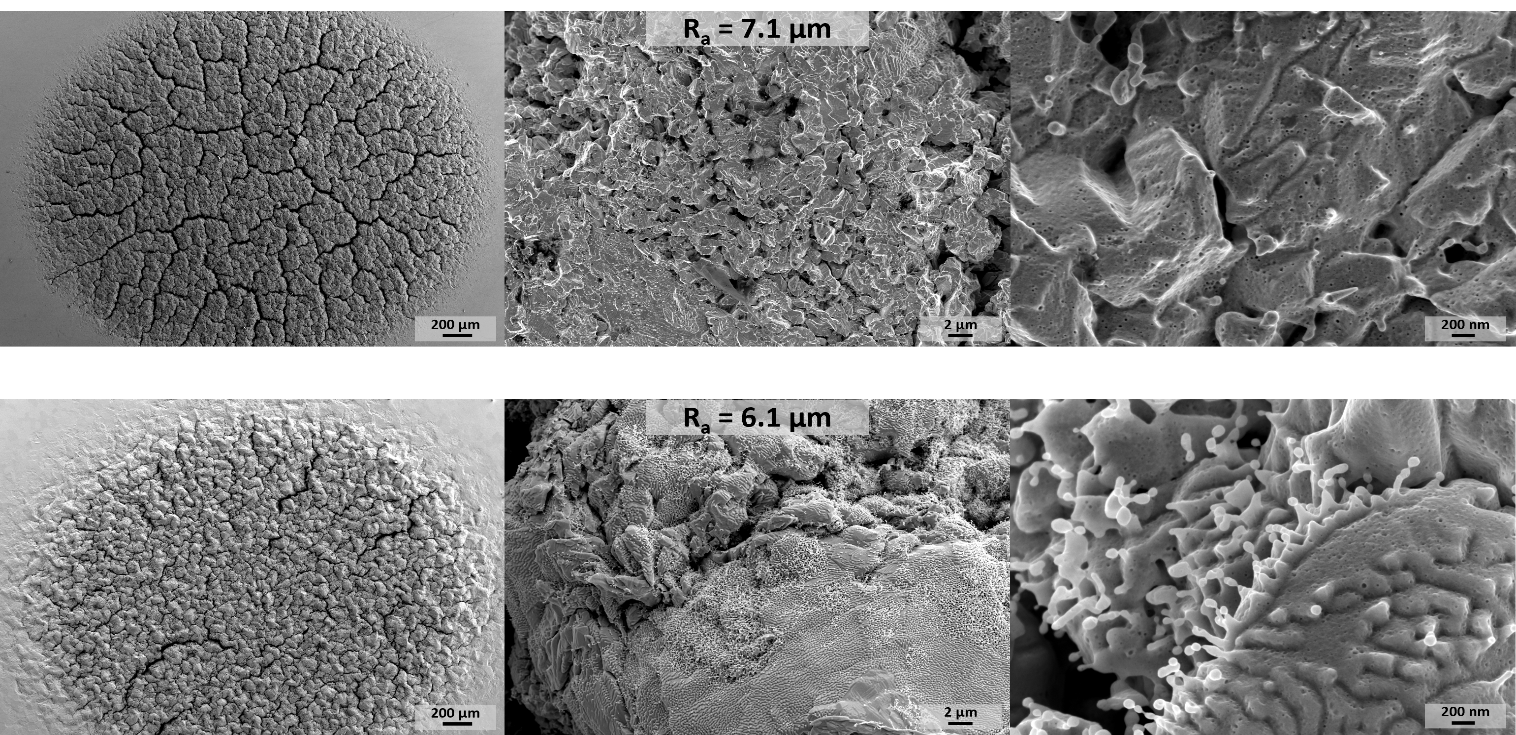 Ra = 7.1 µm
200 µm
2 µm
200 nm
Ra = 6.1 µm
200 µm
2 µm
200 nm